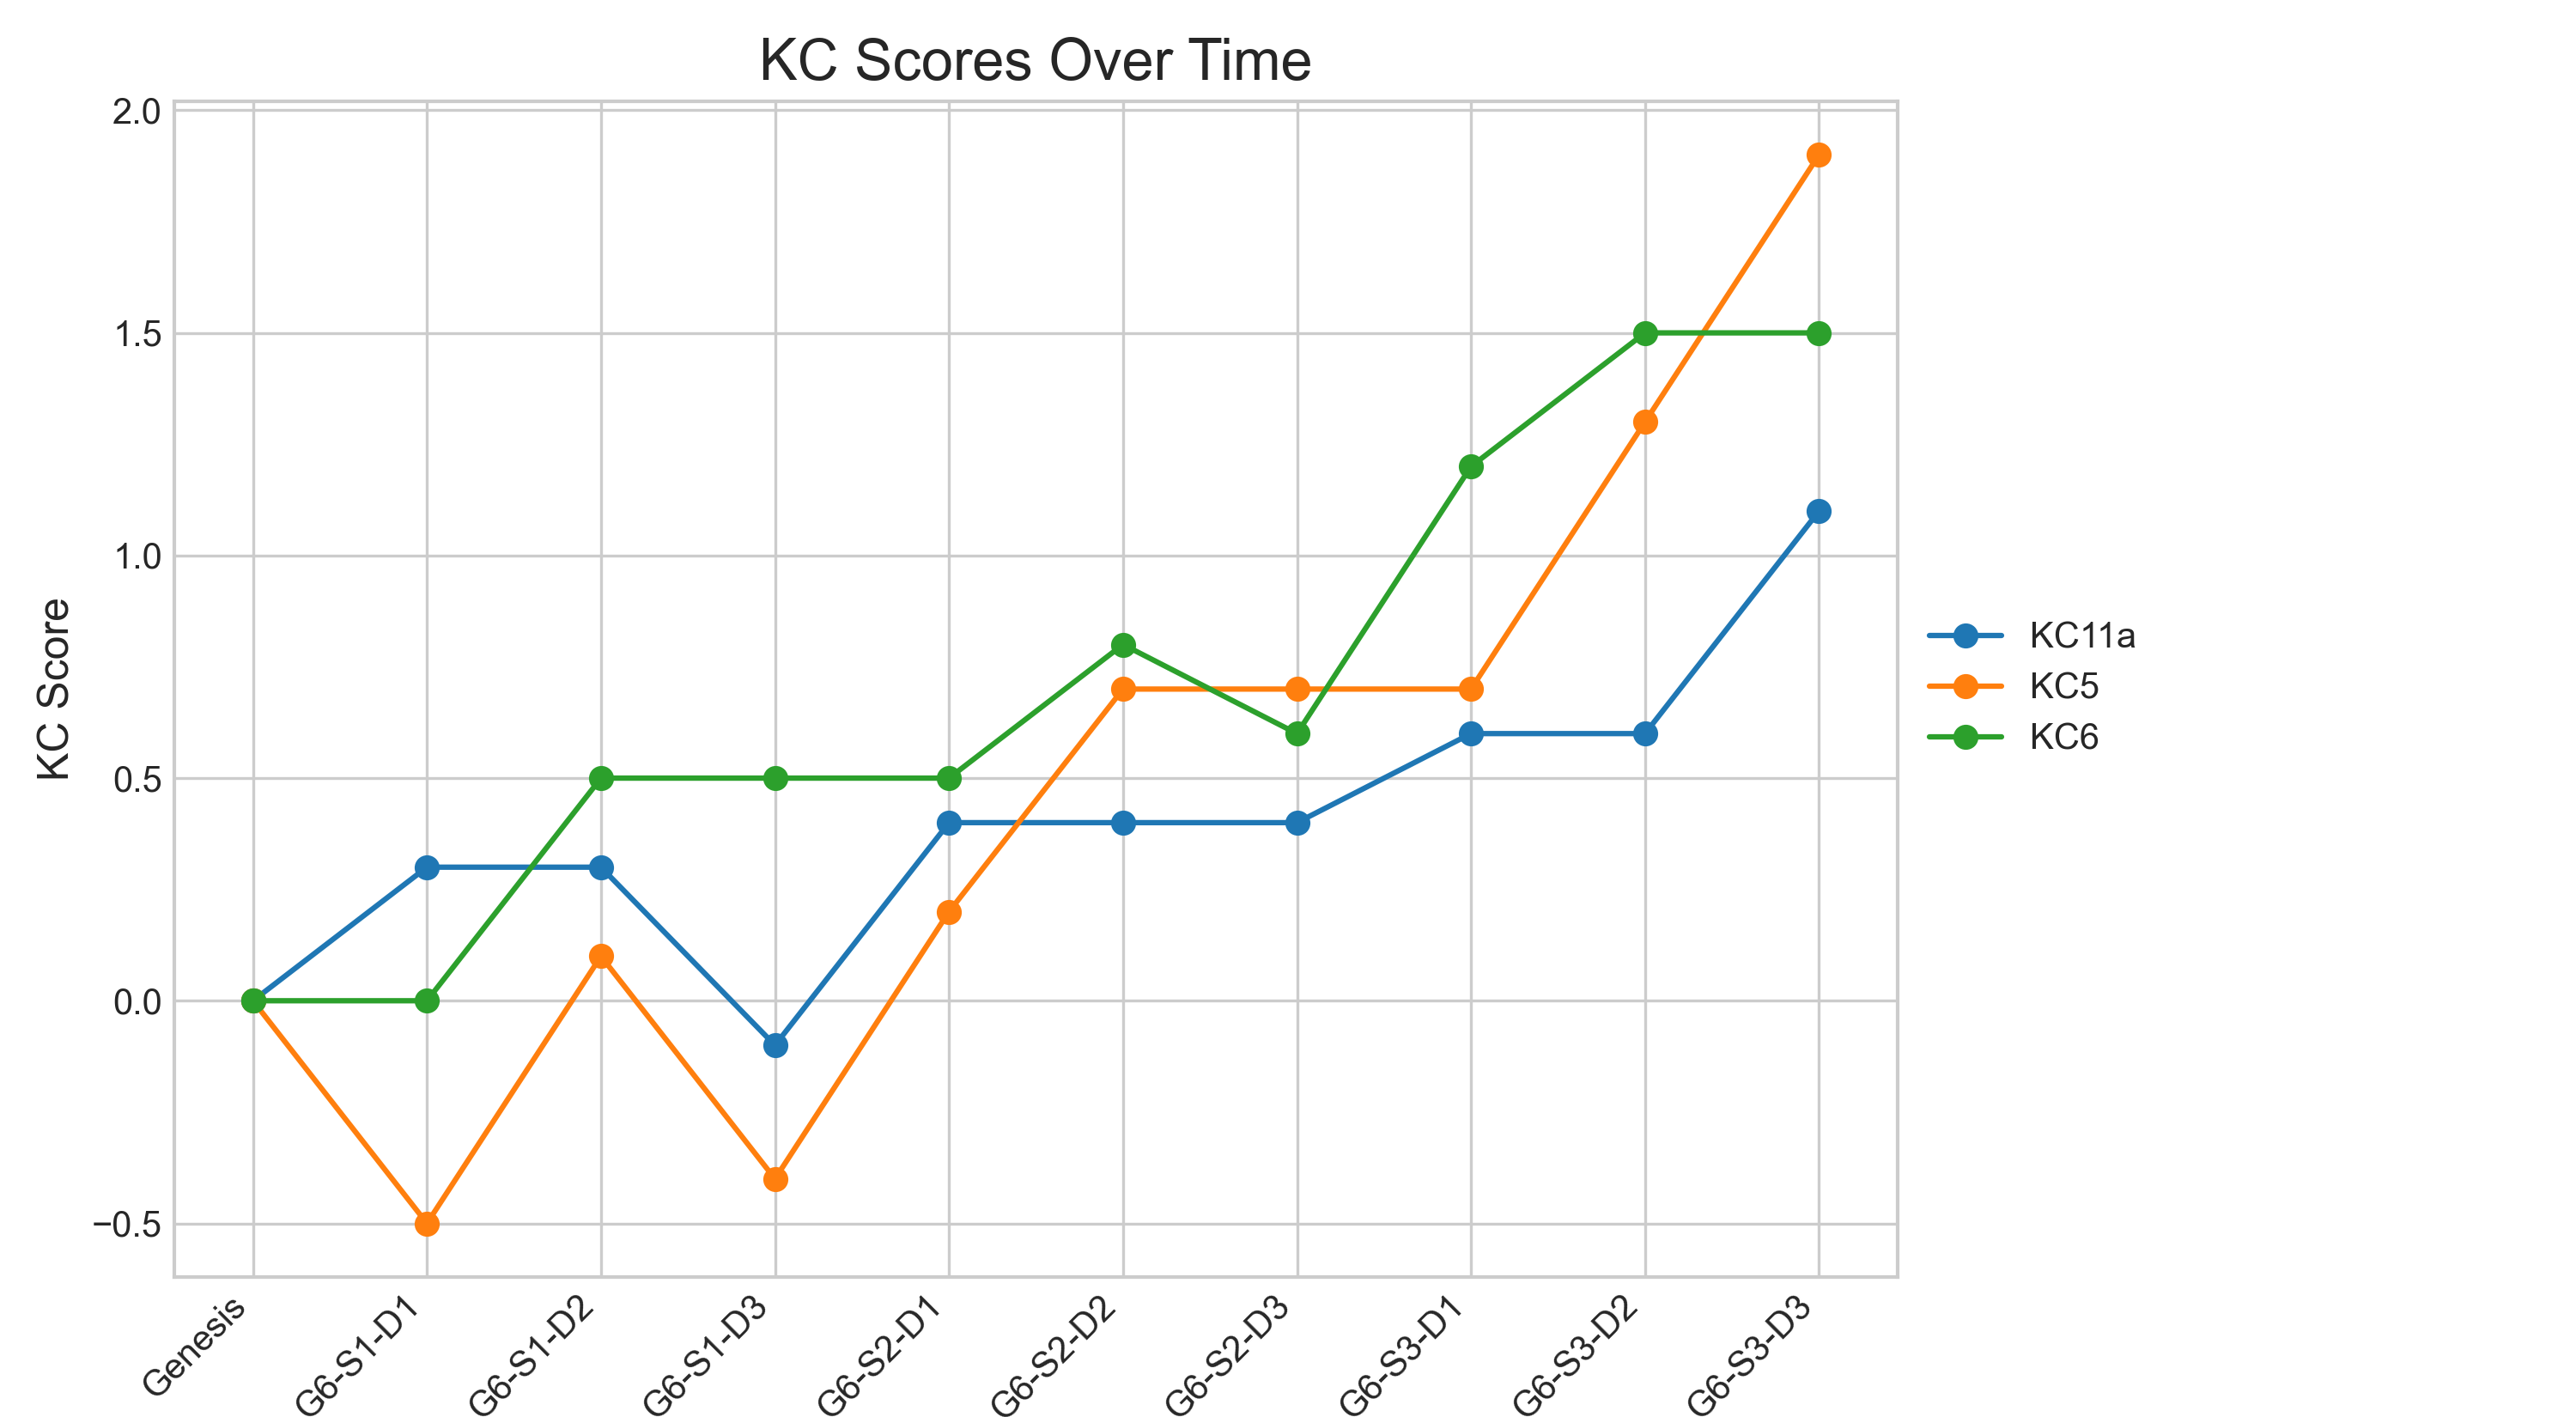 KC Scores Over Time
KC Score
2.0
1.5
1.0
0.5
0.0
−0.5
Genesis
G6-S1-D1
G6-S1-D2
G6-S1-D3
G6-S2-D1
G6-S2-D2
G6-S2-D3
G6-S3-D1
G6-S3-D2
G6-S3-D3
KC11a
KC5
KC6